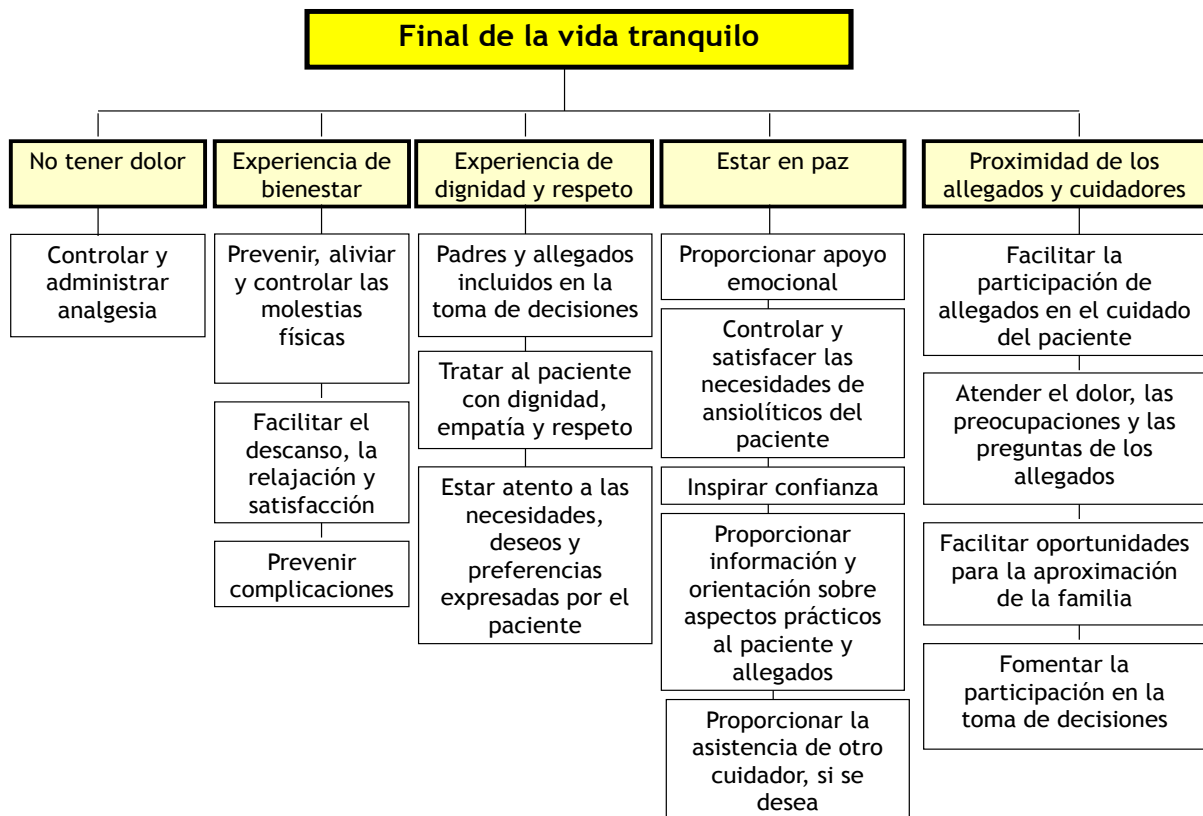 Final de la vida tranquilo
No tener dolor
Controlar y
administrar
analgesia
Experiencia de
bienestar
Prevenir, aliviar
y controlar las
molestias
físicas
Facilitar el
descanso, la
relajación y
satisfacción
Prevenir
complicaciones
Experiencia de
dignidad y respeto
Padres y allegados
incluidos en la
toma de decisiones
Tratar al paciente
con dignidad,
empatía y respeto
Estar atento a las
necesidades,
deseos y
preferencias
expresadas por el
paciente
Estar en paz
Proporcionar apoyo
emocional
Controlar y
satisfacer las
necesidades de
ansiolíticos del
paciente
Inspirar confianza
Proporcionar
información y
orientación sobre
aspectos prácticos
al paciente y
allegados
Proporcionar la
asistencia de otro
cuidador, si se
desea
Proximidad de los
allegados y cuidadores
Facilitar la
participación de
allegados en el cuidado
del paciente
Atender el dolor, las
preocupaciones y las
preguntas de los
allegados
Facilitar oportunidades
para la aproximación
de la familia
Fomentar la
participación en la
toma de decisiones